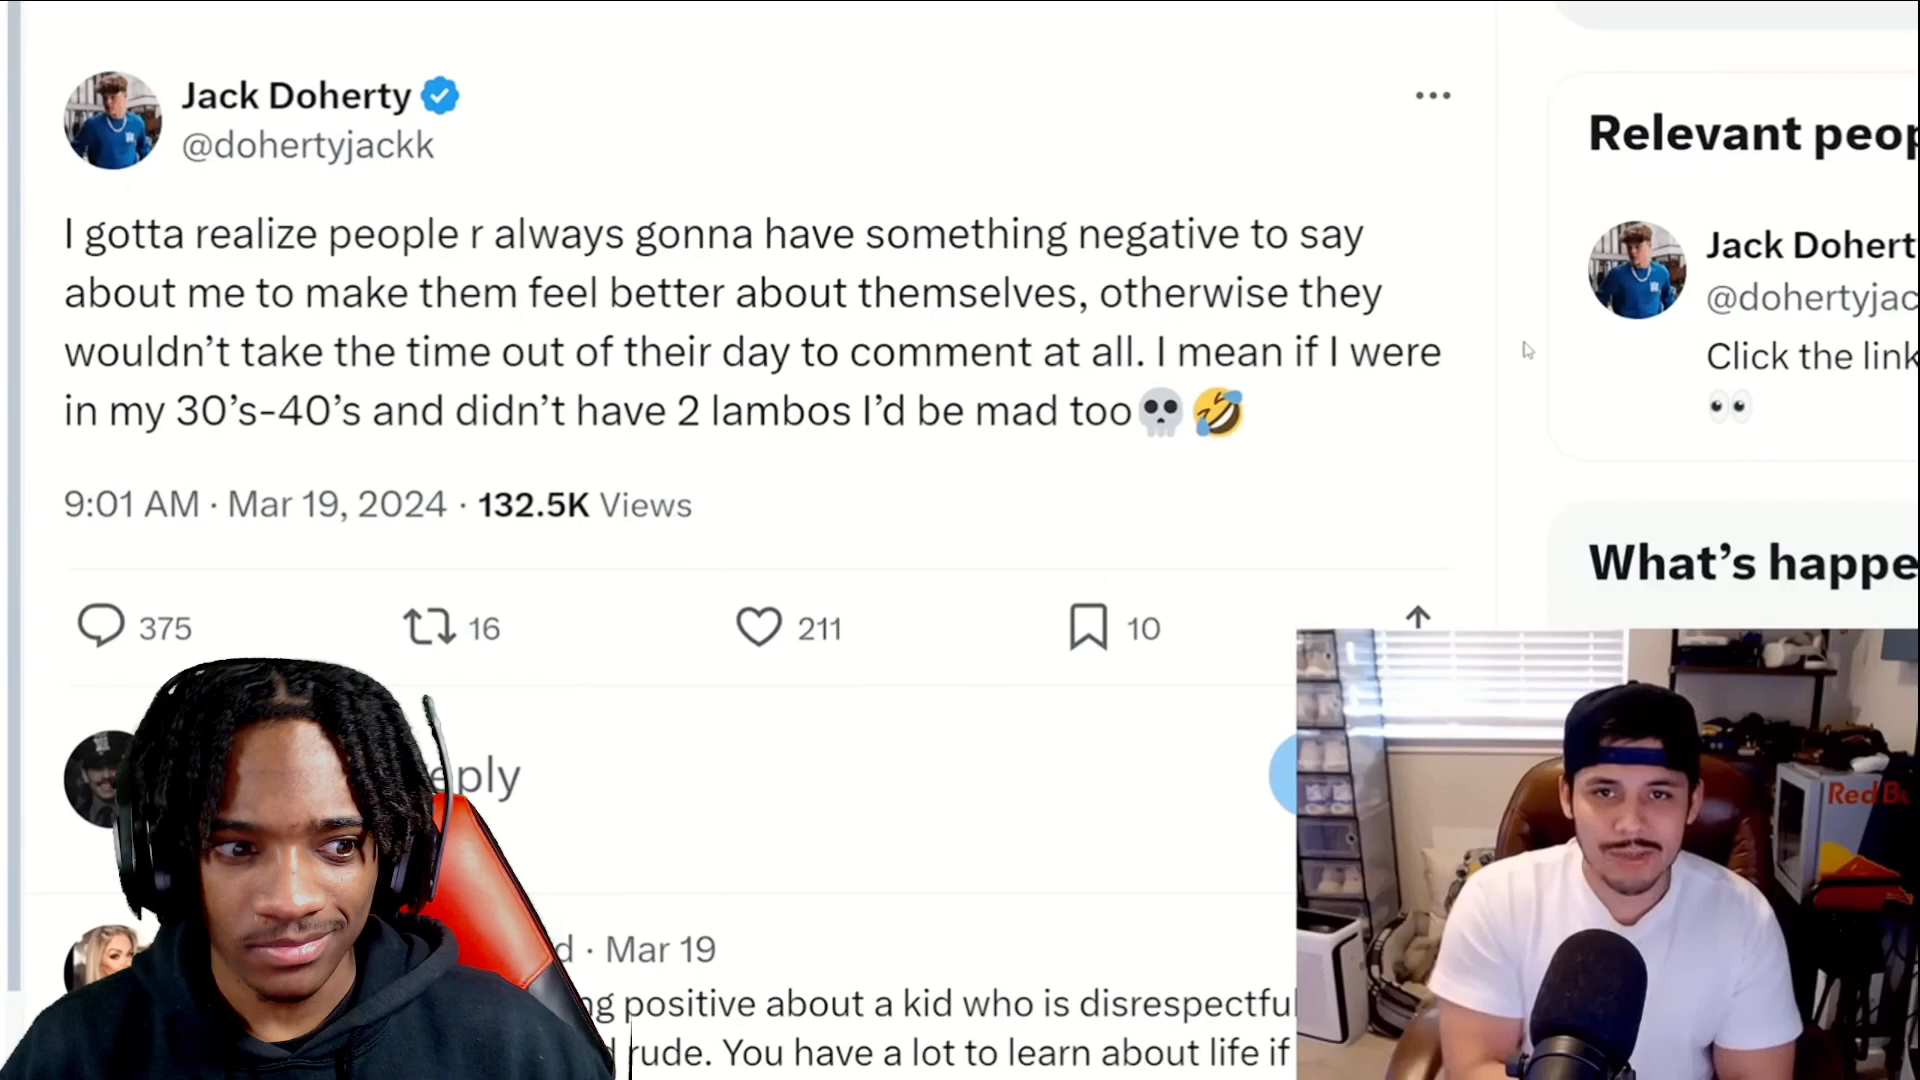 Jack Doherty
@dohertyjackk
I gotta realize people r always gonna have something negative to say
about me to make them feel better about themselves, otherwise they
wouldn't take the time out of their day to comment at all. I mean if I were
in my 30's-40's and didn't have 2 lambos I'd be mad too💀🤣
9:01 AM · Mar 19, 2024 · 132.5K Views
375 16 211 10
eply
d · Mar 19
ng positive about a kid who is disrespectful
rude. You have a lot to learn about life if
Relevant peop
Jack Dohert
@dohertyjac
Click the link
👀
What's happe
Red Bu